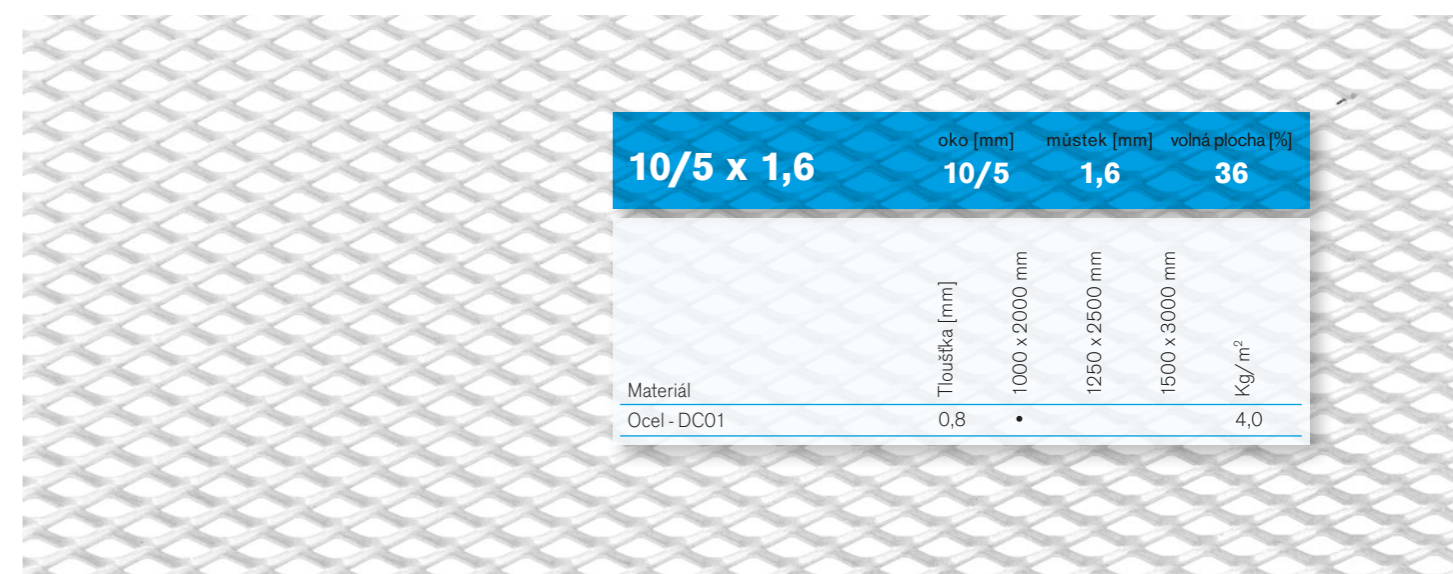 10/5 x 1,6
oko [mm] můstek [mm] volná plocha [%]
10/5 1,6 36
Materiál Tloušťka [mm] 1000 x 2000 mm 1250 x 2500 mm 1500 x 3000 mm Kg/m²
Ocel - DC01 0,8 • 4,0